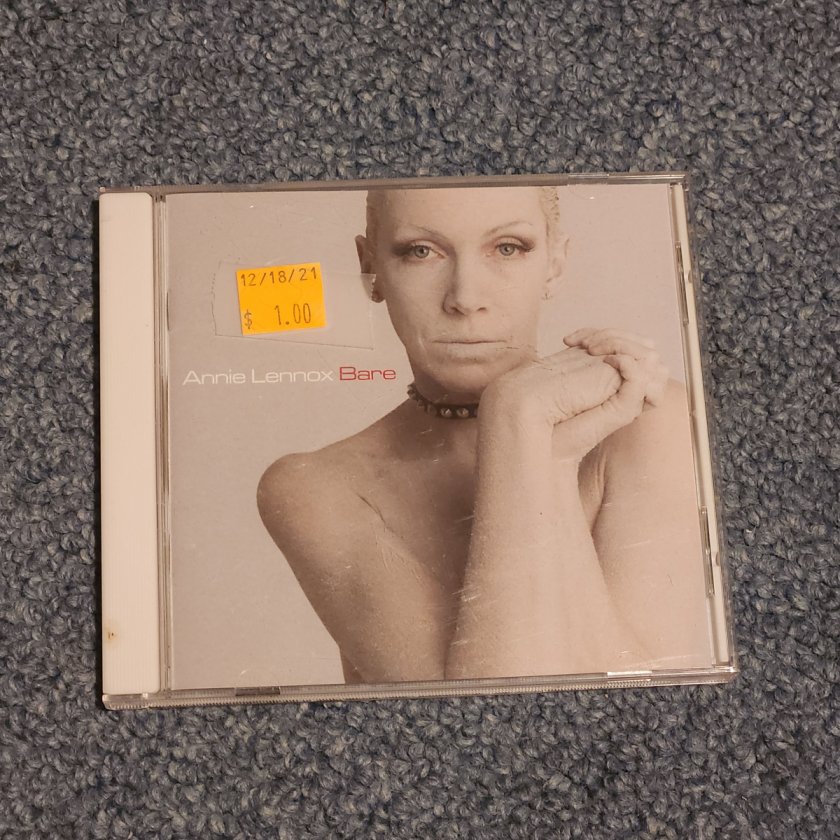 12/18/21
$ 1.00
Annie Lennox Bare